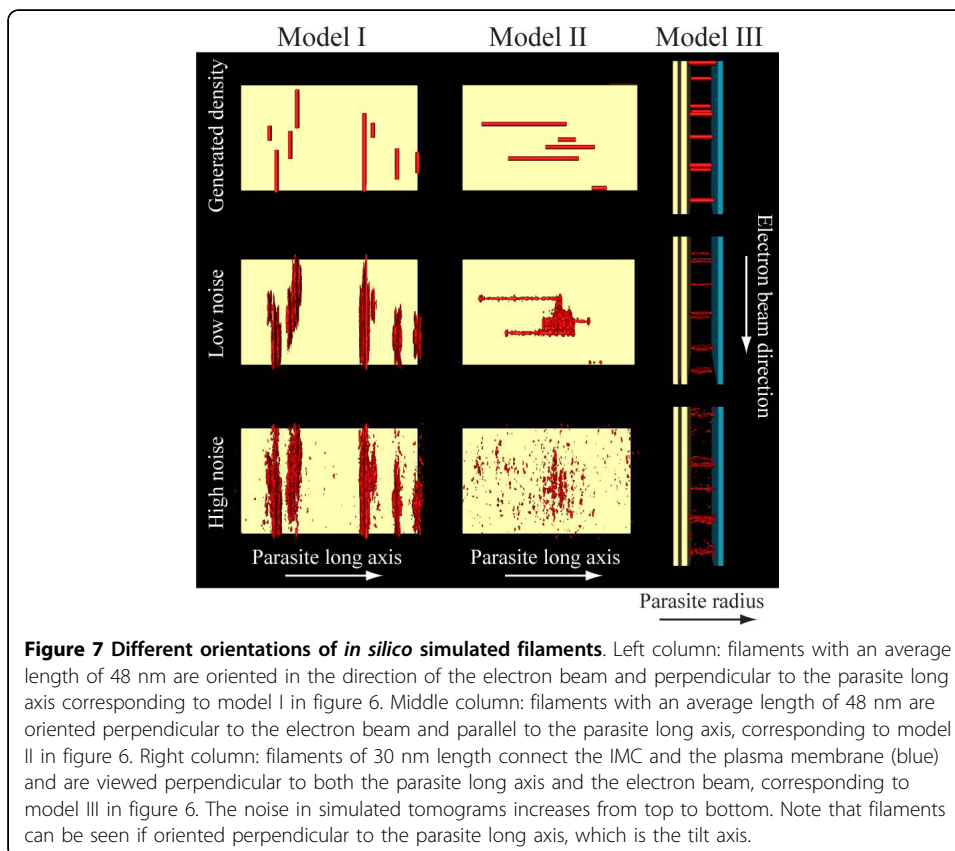 Model I
Model II
Model III
Generated density
Low noise
High noise
Electron beam direction
Parasite long axis
Parasite long axis
Parasite radius
Figure 7 Different orientations of in silico simulated filaments. Left column: filaments with an average
length of 48 nm are oriented in the direction of the electron beam and perpendicular to the parasite long
axis corresponding to model I in figure 6. Middle column: filaments with an average length of 48 nm are
oriented perpendicular to the electron beam and parallel to the parasite long axis, corresponding to model
II in figure 6. Right column: filaments of 30 nm length connect the IMC and the plasma membrane (blue)
and are viewed perpendicular to both the parasite long axis and the electron beam, corresponding to
model III in figure 6. The noise in simulated tomograms increases from top to bottom. Note that filaments
can be seen if oriented perpendicular to the parasite long axis, which is the tilt axis.